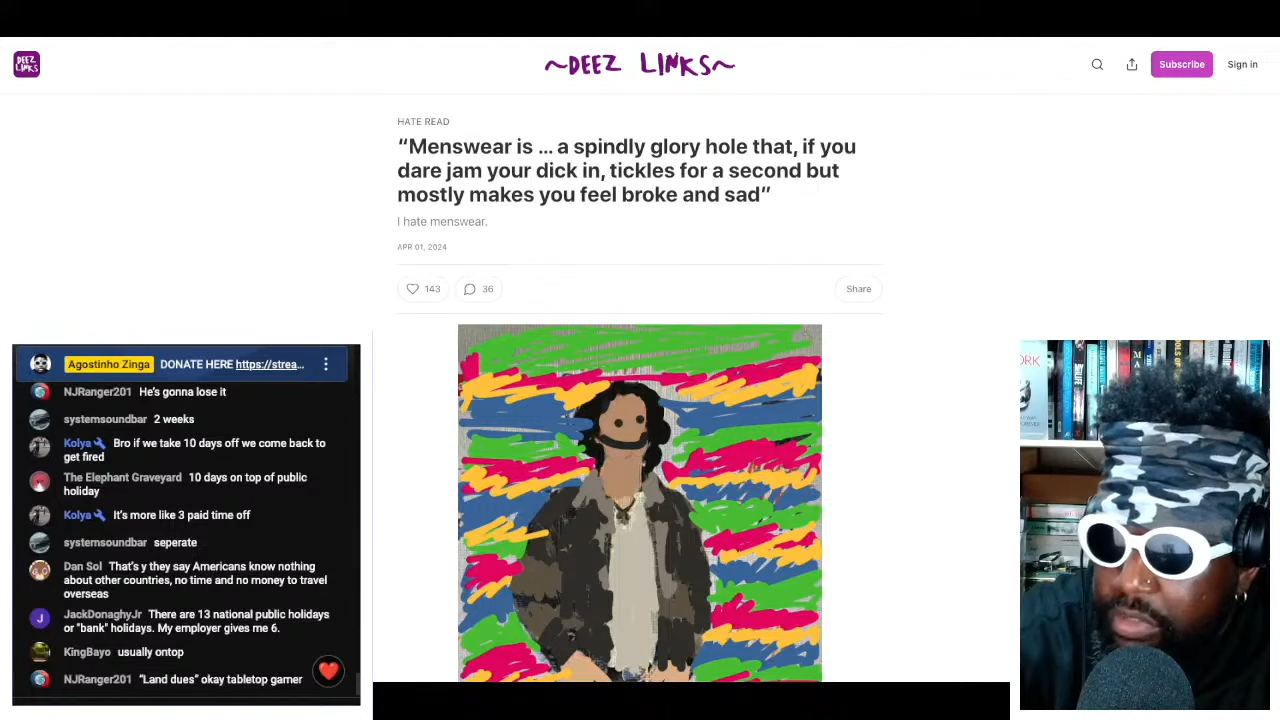 DEEZ LINKS
~DEEZ LINKS~
Subscribe
Sign in
HATE READ
“Menswear is ... a spindly glory hole that, if you
dare jam your dick in, tickles for a second but
mostly makes you feel broke and sad”
I hate menswear.
APR 01, 2024
143
36
Share
Agostinho Zinga DONATE HERE https://strea...
NJRanger201 He's gonna lose it
systemsoundbar 2 weeks
Kolya Bro if we take 10 days off we come back to
get fired
The Elephant Graveyard 10 days on top of public
holiday
Kolya It's more like 3 paid time off
systemsoundbar seperate
Dan Sol That's y they say Americans know nothing
about other countries, no time and no money to travel
overseas
J
JackDonaghyJr There are 13 national public holidays
or "bank" holidays. My employer gives me 6.
KingBayo usually ontop
NJRanger201 “Land dues” okay tabletop gamer